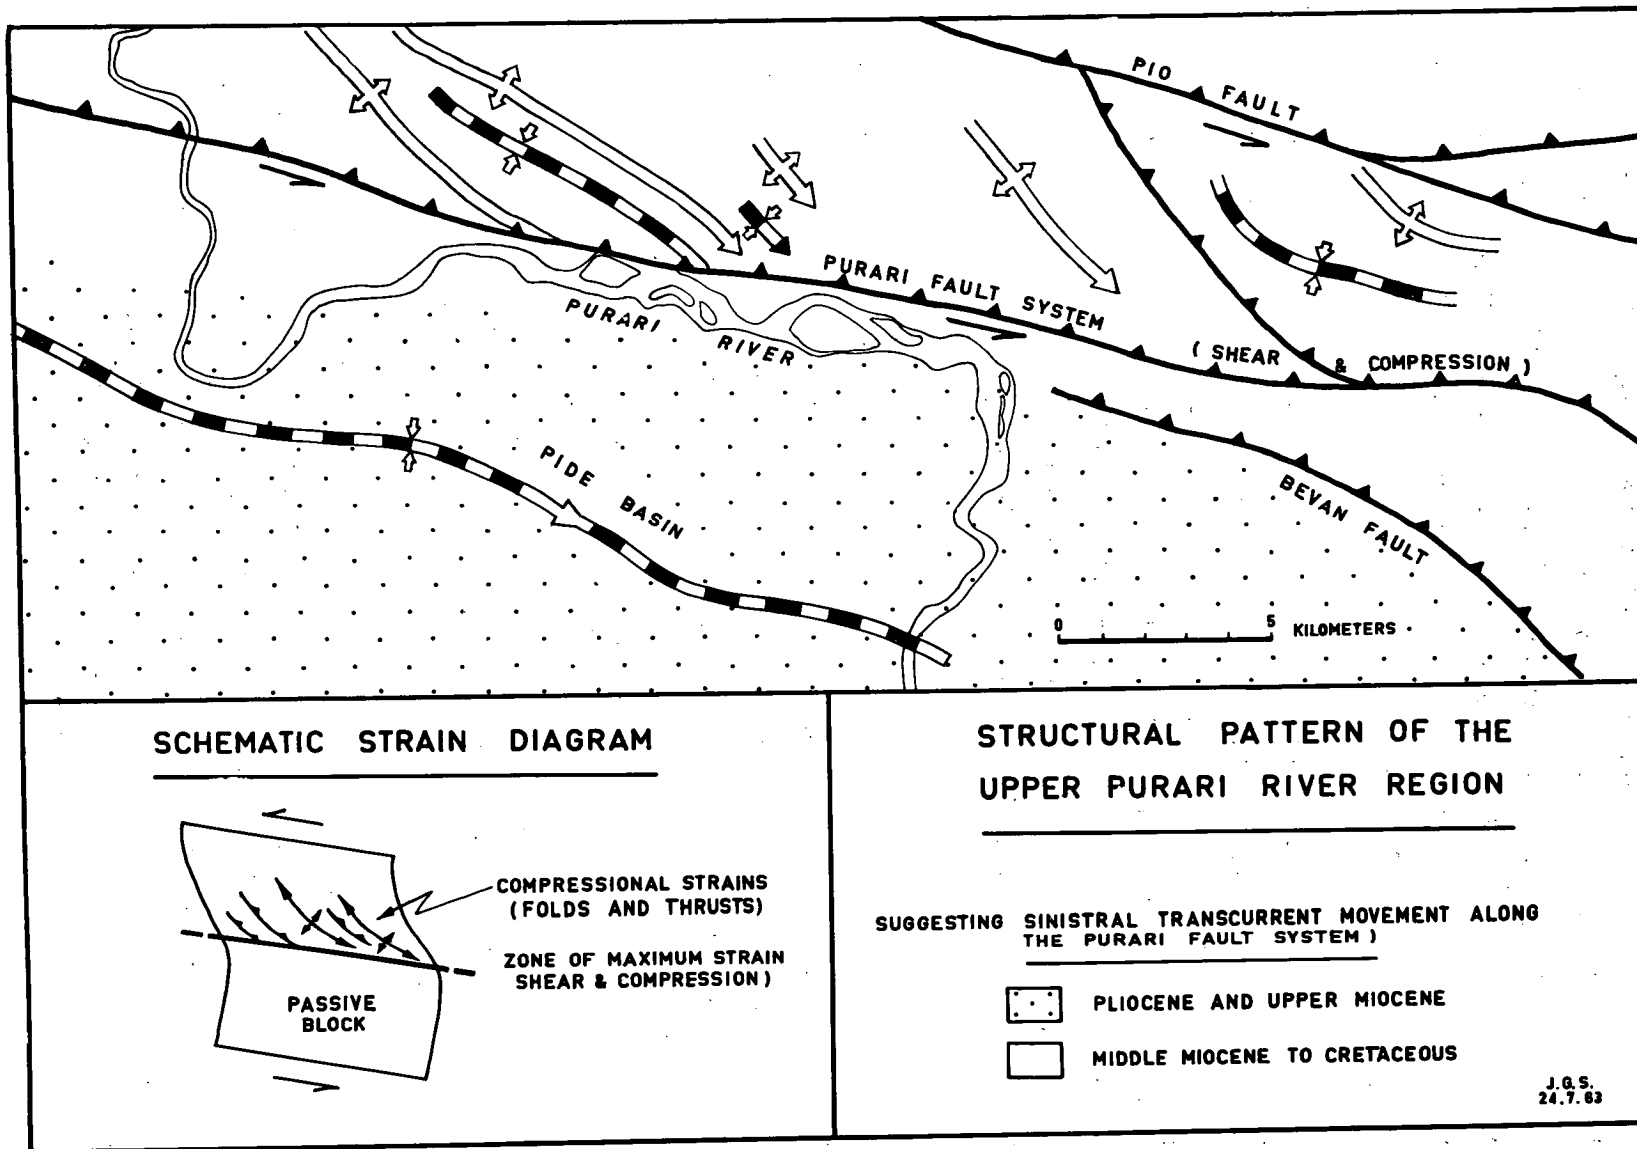 PIO FAULT
PURARI FAULT SYSTEM
( SHEAR & COMPRESSION )
PURARI RIVER
PIDE BASIN
BEVAN FAULT
0 5 KILOMETERS
SCHEMATIC STRAIN DIAGRAM
COMPRESSIONAL STRAINS
(FOLDS AND THRUSTS)
ZONE OF MAXIMUM STRAIN
SHEAR & COMPRESSION)
PASSIVE
BLOCK
STRUCTURAL PATTERN OF THE
UPPER PURARI RIVER REGION
SUGGESTING SINISTRAL TRANSCURRENT MOVEMENT ALONG
THE PURARI FAULT SYSTEM )
PLIOCENE AND UPPER MIOCENE
MIDDLE MIOCENE TO CRETACEOUS
J.G.S.
24.7.63